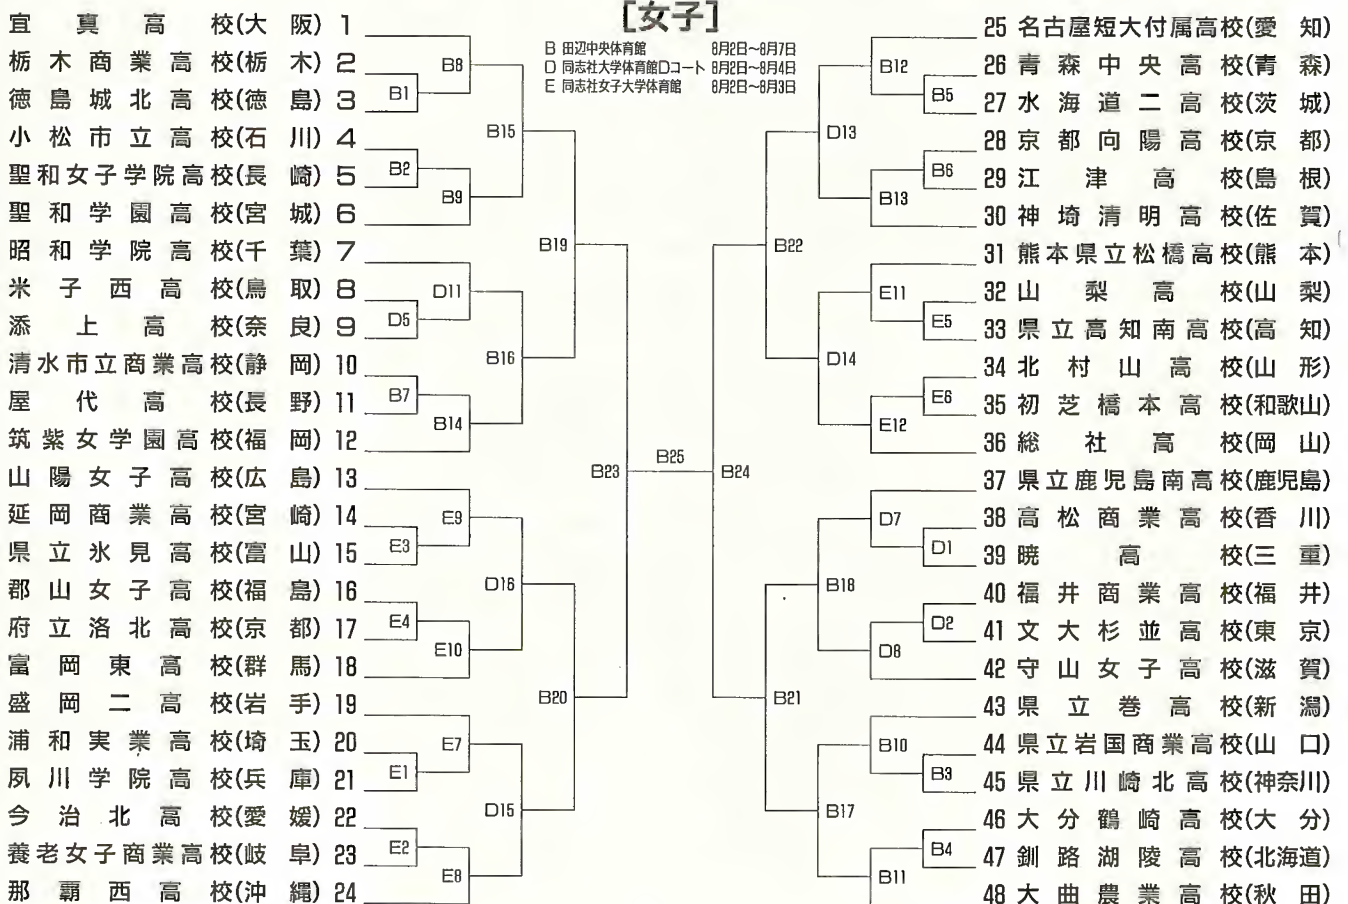 [女子]
B 田辺中央体育館 8月2日~8月7日
D 同志社大学体育館Dコート 8月2日~8月4日
E 同志社女子大学体育館 8月2日~8月3日
宜真高校(大阪) 1
栃木商業高校(栃木) 2
徳島城北高校(徳島) 3
小松市立高校(石川) 4
聖和女子学院高校(長崎) 5
聖和学園高校(宮城) 6
昭和学院高校(千葉) 7
米子西高校(鳥取) 8
添上高校(奈良) 9
清水市立商業高校(静岡) 10
屋代高校(長野) 11
筑紫女学園高校(福岡) 12
山陽女子高校(広島) 13
延岡商業高校(宮崎) 14
県立氷見高校(富山) 15
郡山女子高校(福島) 16
府立洛北高校(京都) 17
富岡東高校(群馬) 18
盛岡二高校(岩手) 19
浦和実業高校(埼玉) 20
夙川学院高校(兵庫) 21
今治北高校(愛媛) 22
養老女子商業高校(岐阜) 23
那覇西高校(沖縄) 24
B8
B1
B15
B2
B9
B19
D11
D5
B16
B7
B14
B23
E9
E3
D16
E4
E10
B20
E7
E1
D15
E2
E8
B25
B12
B5
D13
B6
B13
B22
E11
E5
D14
E6
E12
B24
D7
D1
B18
D2
D8
B21
B10
B3
B17
B4
B11
25 名古屋短大付属高校(愛知)
26 青森中央高校(青森)
27 水海道二高校(茨城)
28 京都向陽高校(京都)
29 江津高校(島根)
30 神埼清明高校(佐賀)
31 熊本県立松橋高校(熊本)
32 山梨高校(山梨)
33 県立高知南高校(高知)
34 北村山高校(山形)
35 初芝橋本高校(和歌山)
36 総社高校(岡山)
37 県立鹿児島南高校(鹿児島)
38 高松商業高校(香川)
39 暁高校(三重)
40 福井商業高校(福井)
41 文大杉並高校(東京)
42 守山女子高校(滋賀)
43 県立巻高校(新潟)
44 県立岩国商業高校(山口)
45 県立川崎北高校(神奈川)
46 大分鶴崎高校(大分)
47 釧路湖陵高校(北海道)
48 大曲農業高校(秋田)